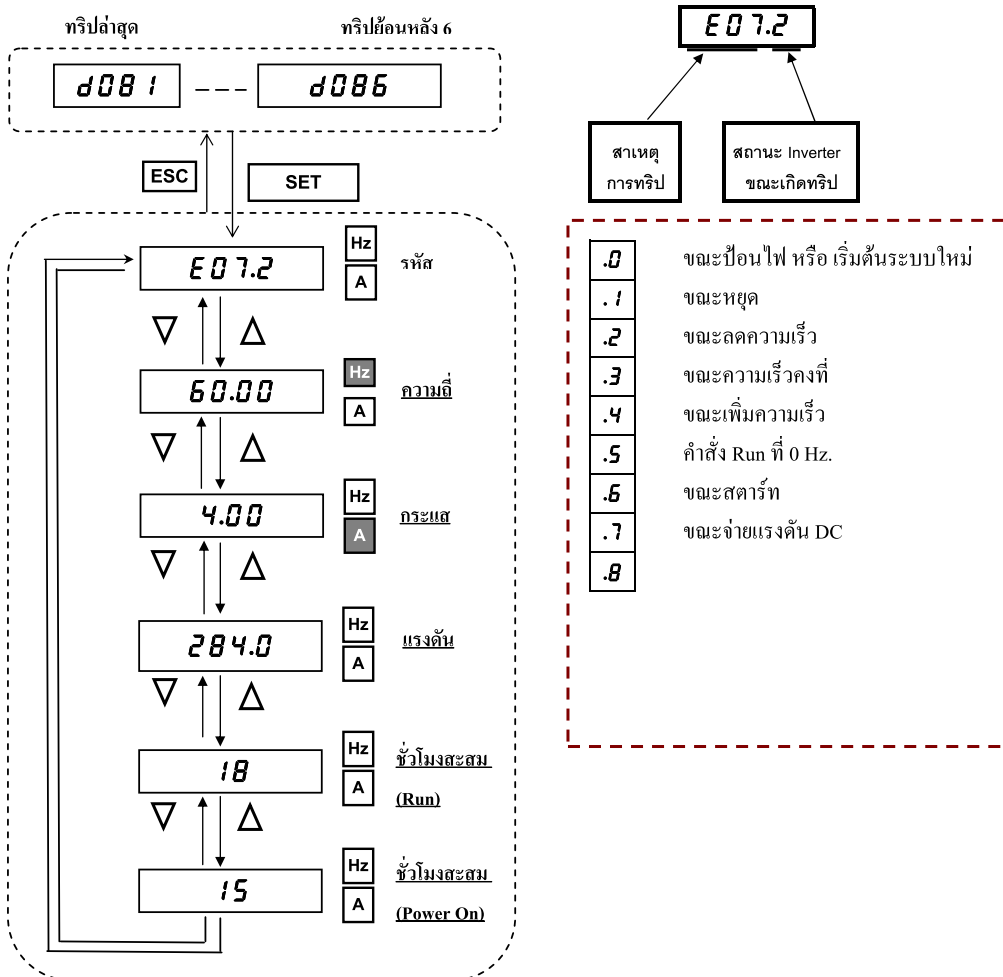 ทริปล่าสุด ทริปย้อนหลัง 6
d081 --- d086
ESC SET
E07.2 Hz A รหัส
60.00 Hz A ความถี่
4.00 Hz A กระแส
284.0 Hz A แรงดัน
18 Hz A ชั่วโมงสะสม
(Run)
15 Hz A ชั่วโมงสะสม
(Power On)
E07.2
สาเหตุ
การทริป
สถานะ Inverter
ขณะเกิดทริป
.0 ขณะป้อนไฟ หรือ เริ่มต้นระบบใหม่
.1 ขณะหยุด
.2 ขณะลดความเร็ว
.3 ขณะความเร็วคงที่
.4 ขณะเพิ่มความเร็ว
.5 คำสั่ง Run ที่ 0 Hz.
.6 ขณะสตาร์ท
.7 ขณะจ่ายแรงดัน DC
.8